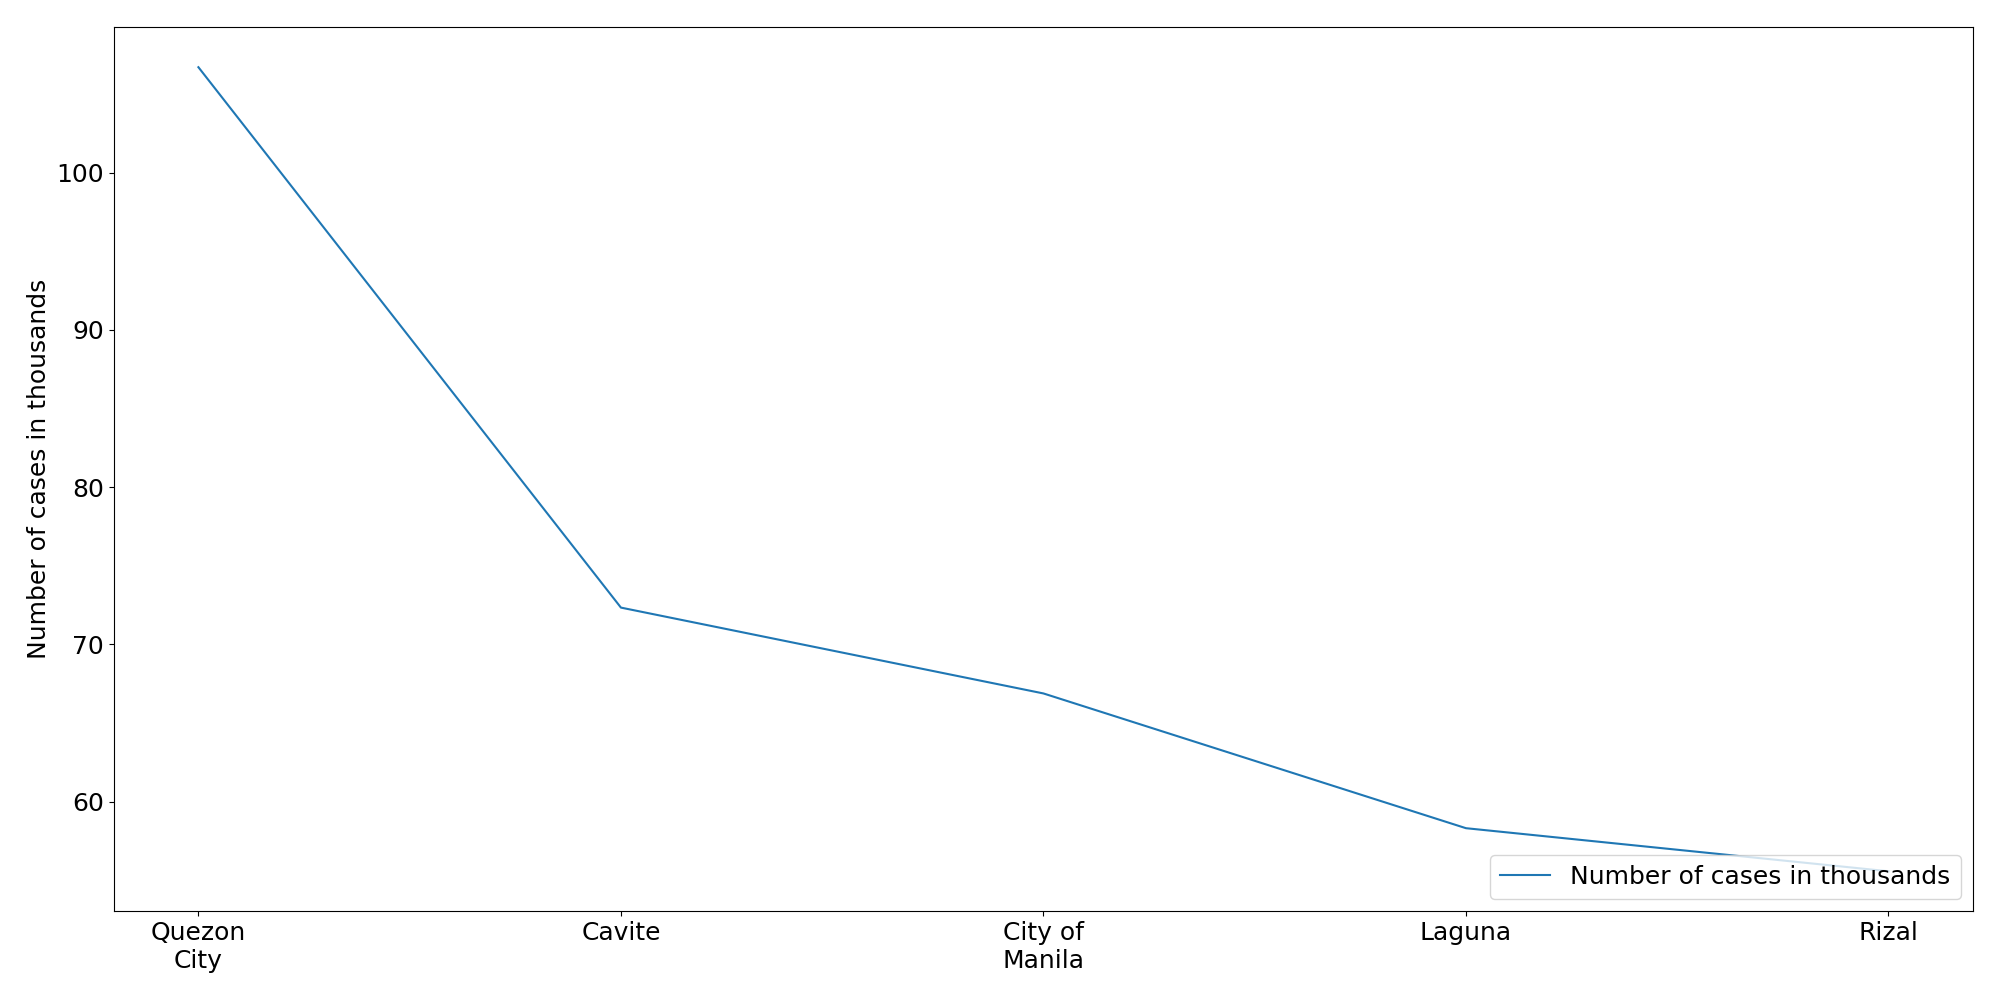 Number of cases in thousands
100
90
80
70
60
Number of cases in thousands
Quezon
City
Cavite
City of
Manila
Laguna
Rizal